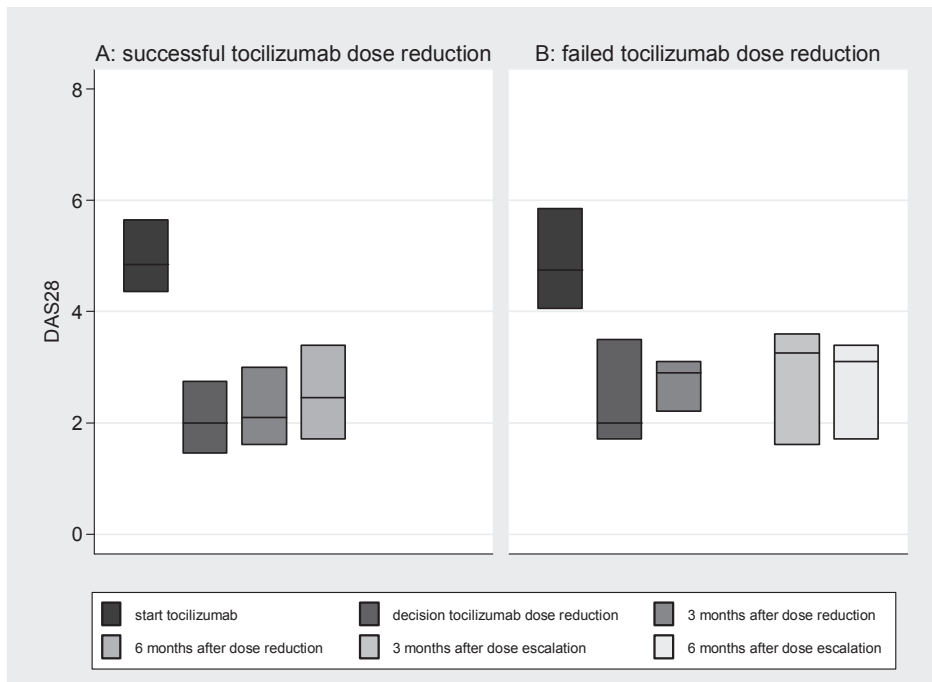 A: successful tocilizumab dose reduction
B: failed tocilizumab dose reduction
8
6
4
2
0
DAS28
start tocilizumab
decision tocilizumab dose reduction
3 months after dose reduction
6 months after dose reduction
3 months after dose escalation
6 months after dose escalation